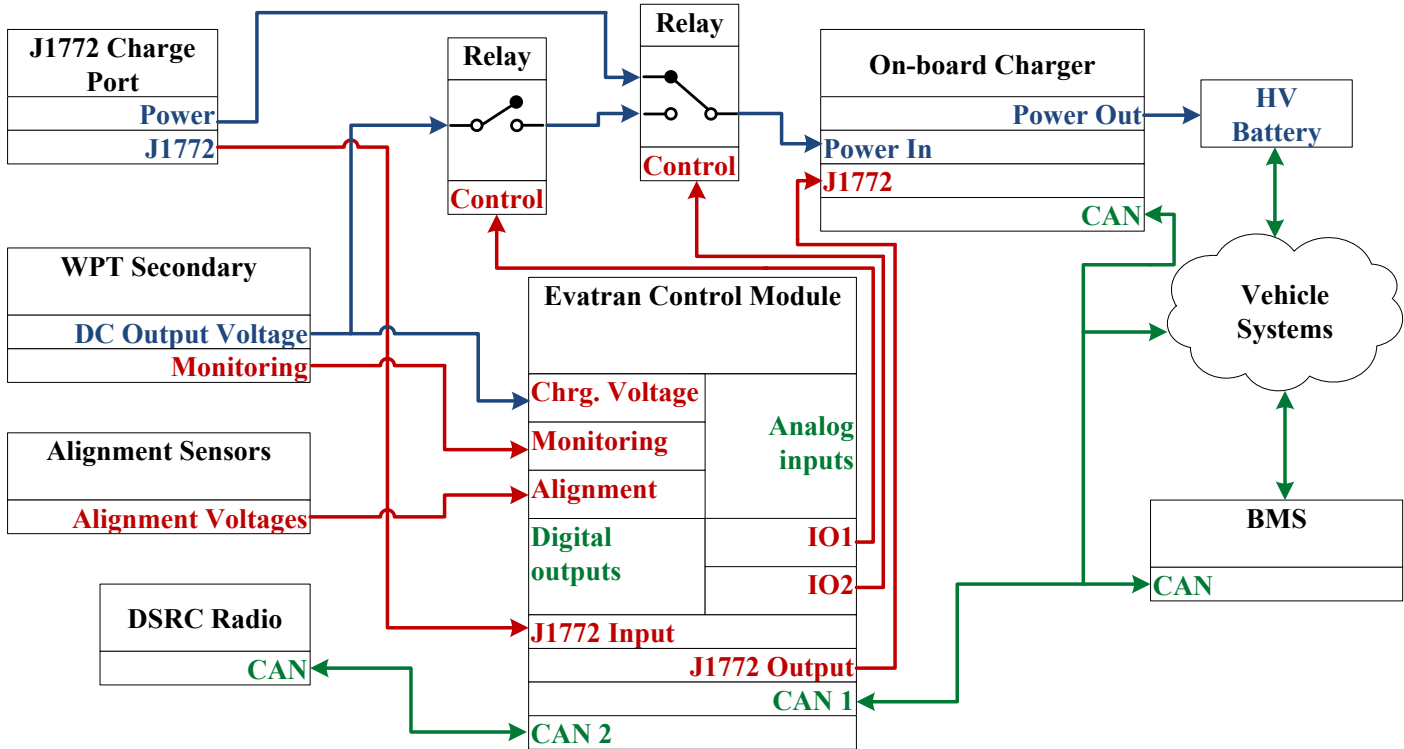 J1772 Charge
Port
Power
J1772
Relay
Control
Relay
Control
On-board Charger
Power Out
Power In
J1772
CAN
HV
Battery
WPT Secondary
DC Output Voltage
Monitoring
Evatran Control Module
Chrg. Voltage
Monitoring
Alignment
Analog
inputs
Digital
outputs
IO1
IO2
J1772 Input
J1772 Output
CAN 1
CAN 2
Vehicle
Systems
Alignment Sensors
Alignment Voltages
BMS
CAN
DSRC Radio
CAN